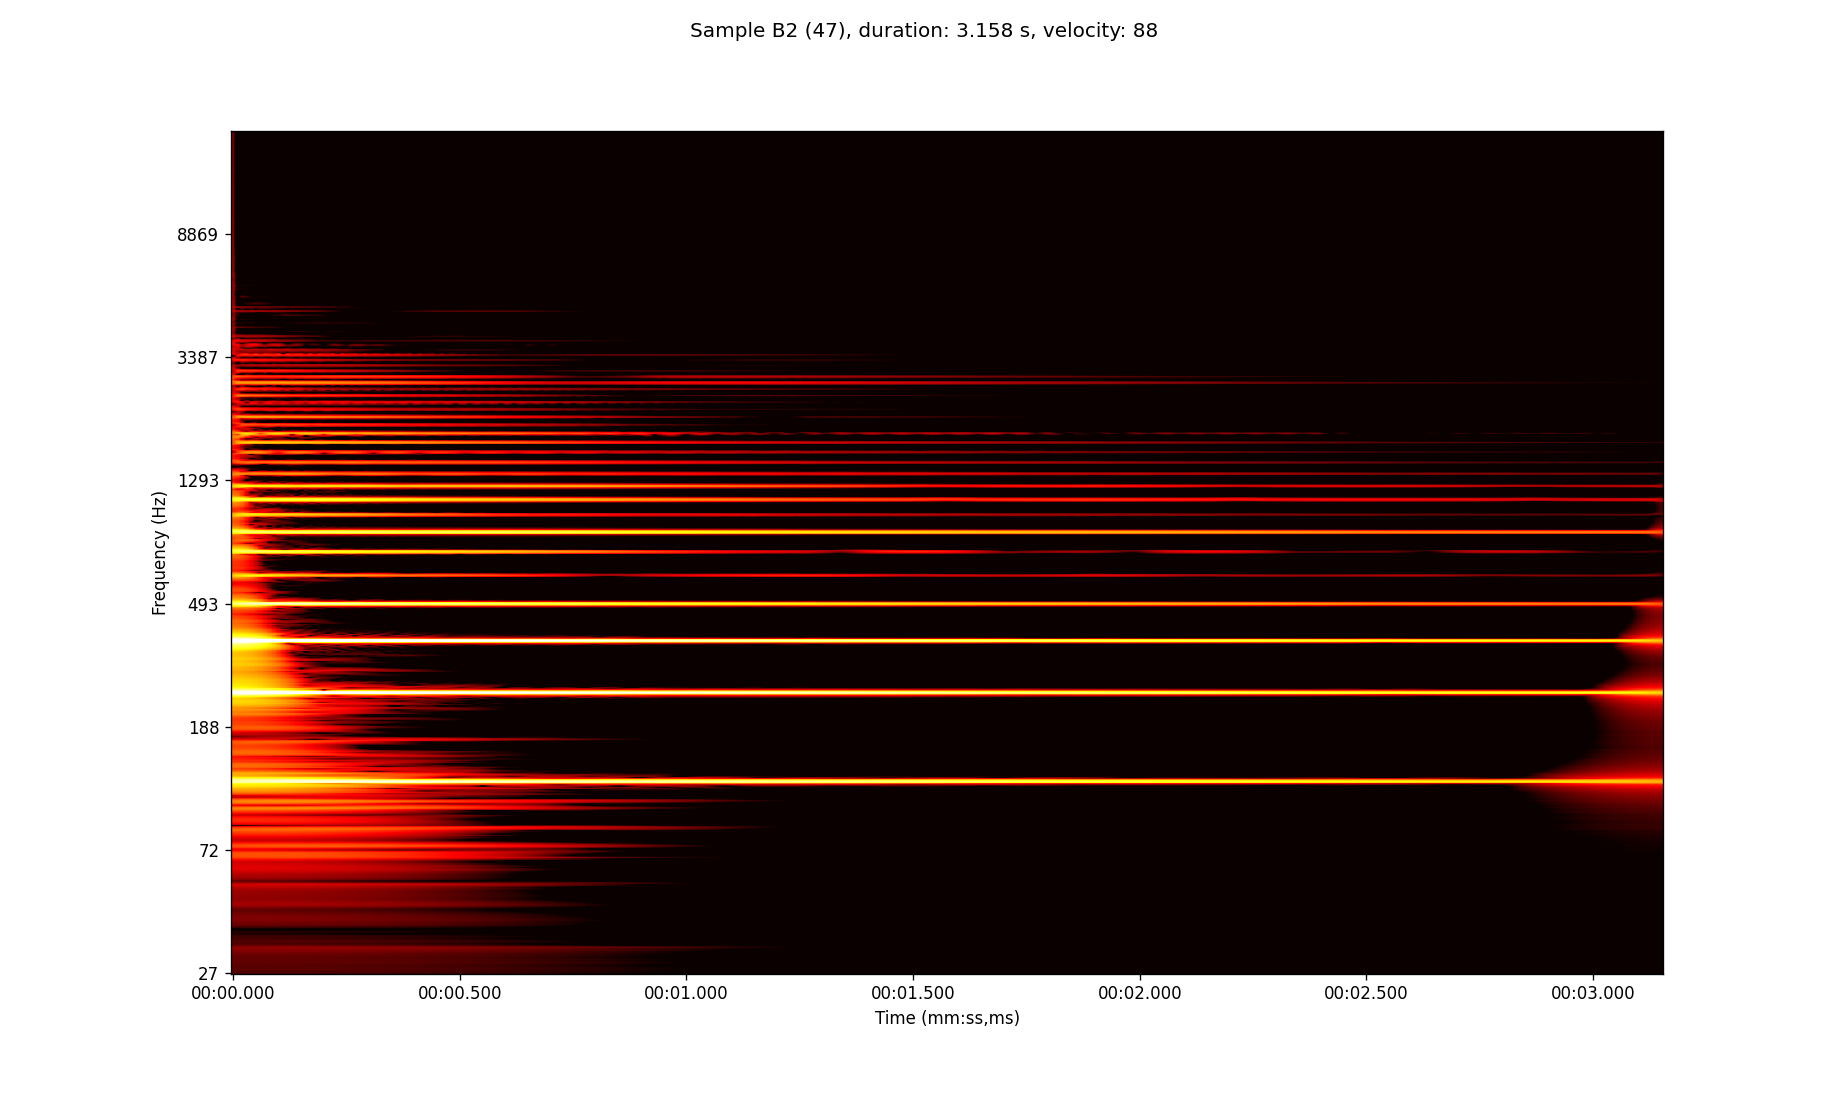 Sample B2 (47), duration: 3.158 s, velocity: 88
8869
3387
1293
493
188
72
27
Frequency (Hz)
00:00.000 00:00.500 00:01.000 00:01.500 00:02.000 00:02.500 00:03.000
Time (mm:ss,ms)